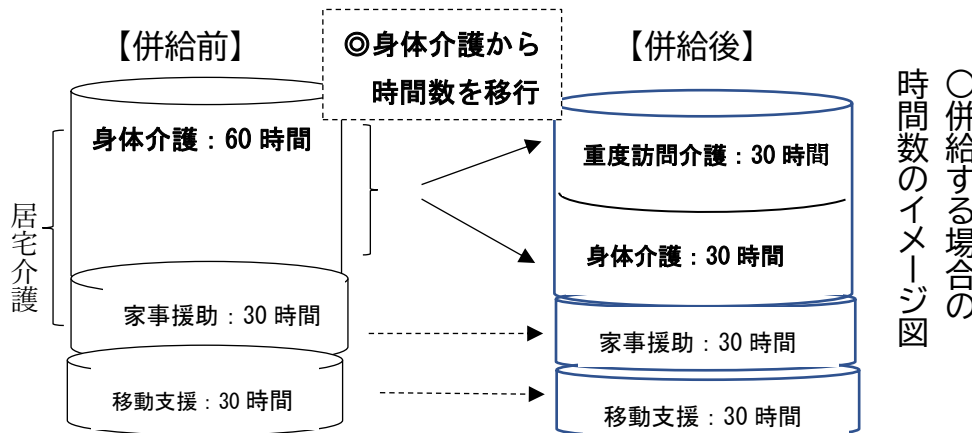 ○併給する場合の
時間数のイメージ図
【併給前】
◎身体介護から
時間数を移行
【併給後】
居宅介護
身体介護：60 時間
家事援助：30 時間
移動支援：30 時間
重度訪問介護：30 時間
身体介護：30 時間
家事援助：30 時間
移動支援：30 時間